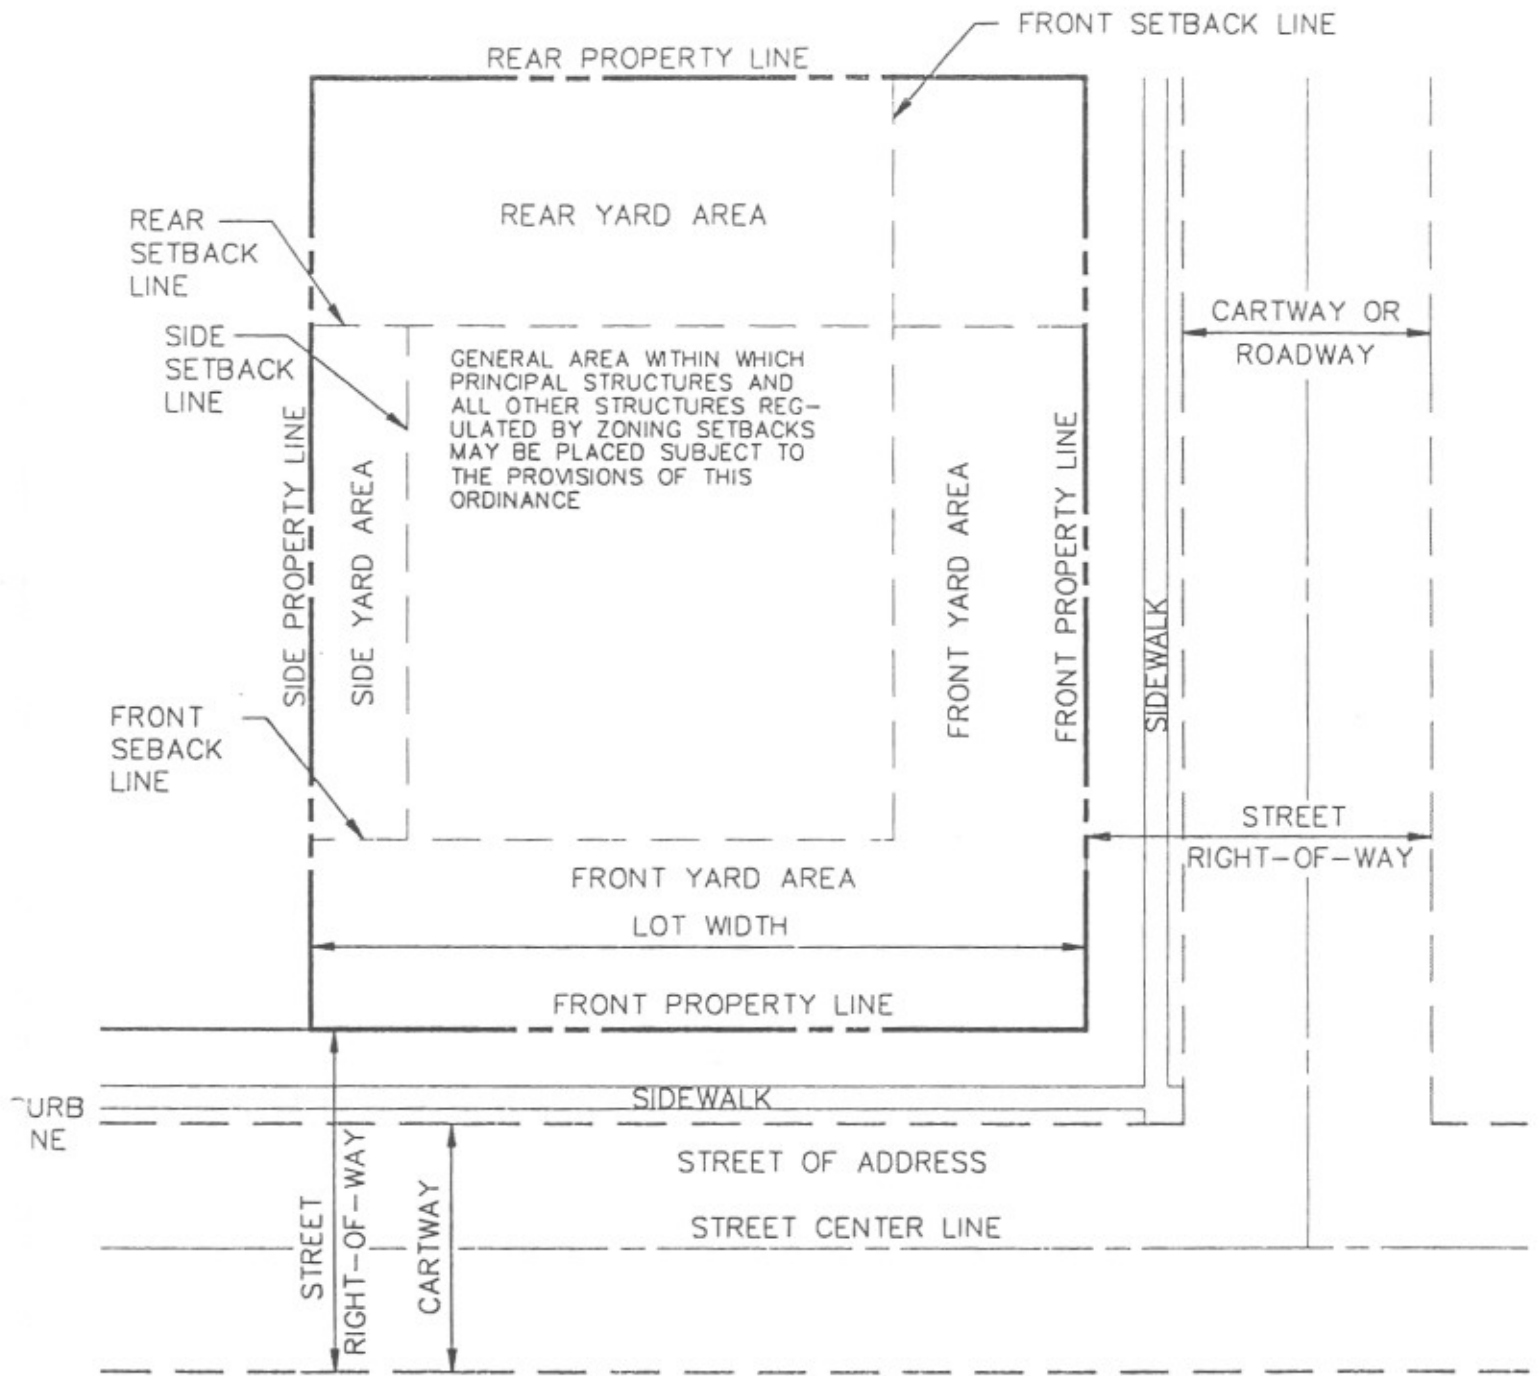 FRONT SETBACK LINE
REAR PROPERTY LINE
REAR YARD AREA
REAR
SETBACK
LINE
SIDE
SETBACK
LINE
CARTWAY OR
ROADWAY
GENERAL AREA WITHIN WHICH
PRINCIPAL STRUCTURES AND
ALL OTHER STRUCTURES REG-
ULATED BY ZONING SETBACKS
MAY BE PLACED SUBJECT TO
THE PROVISIONS OF THIS
ORDINANCE
SIDE PROPERTY LINE
SIDE YARD AREA
FRONT YARD AREA
FRONT PROPERTY LINE
SIDEWALK
FRONT
SEBACK
LINE
STREET
RIGHT-OF-WAY
FRONT YARD AREA
LOT WIDTH
FRONT PROPERTY LINE
SIDEWALK
URB
NE
STREET OF ADDRESS
STREET CENTER LINE
STREET
RIGHT-OF-WAY
CARTWAY